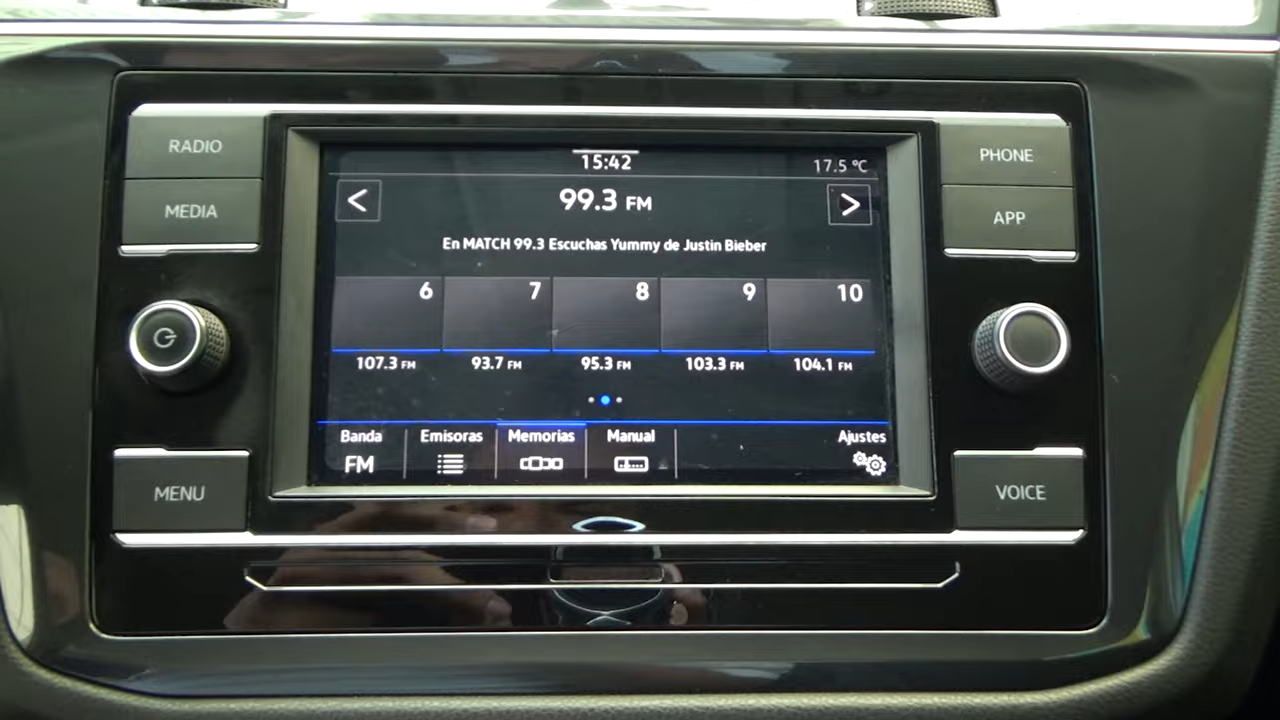 RADIO
MEDIA
MENU
15:42
17.5 °C
<
99.3 FM
>
En MATCH 99.3 Escuchas Yummy de Justin Bieber
6 7 8 9 10
107.3 FM 93.7 FM 95.3 FM 103.3 FM 104.1 FM
Banda Emisoras Memorias Manual Ajustes
FM
PHONE
APP
VOICE